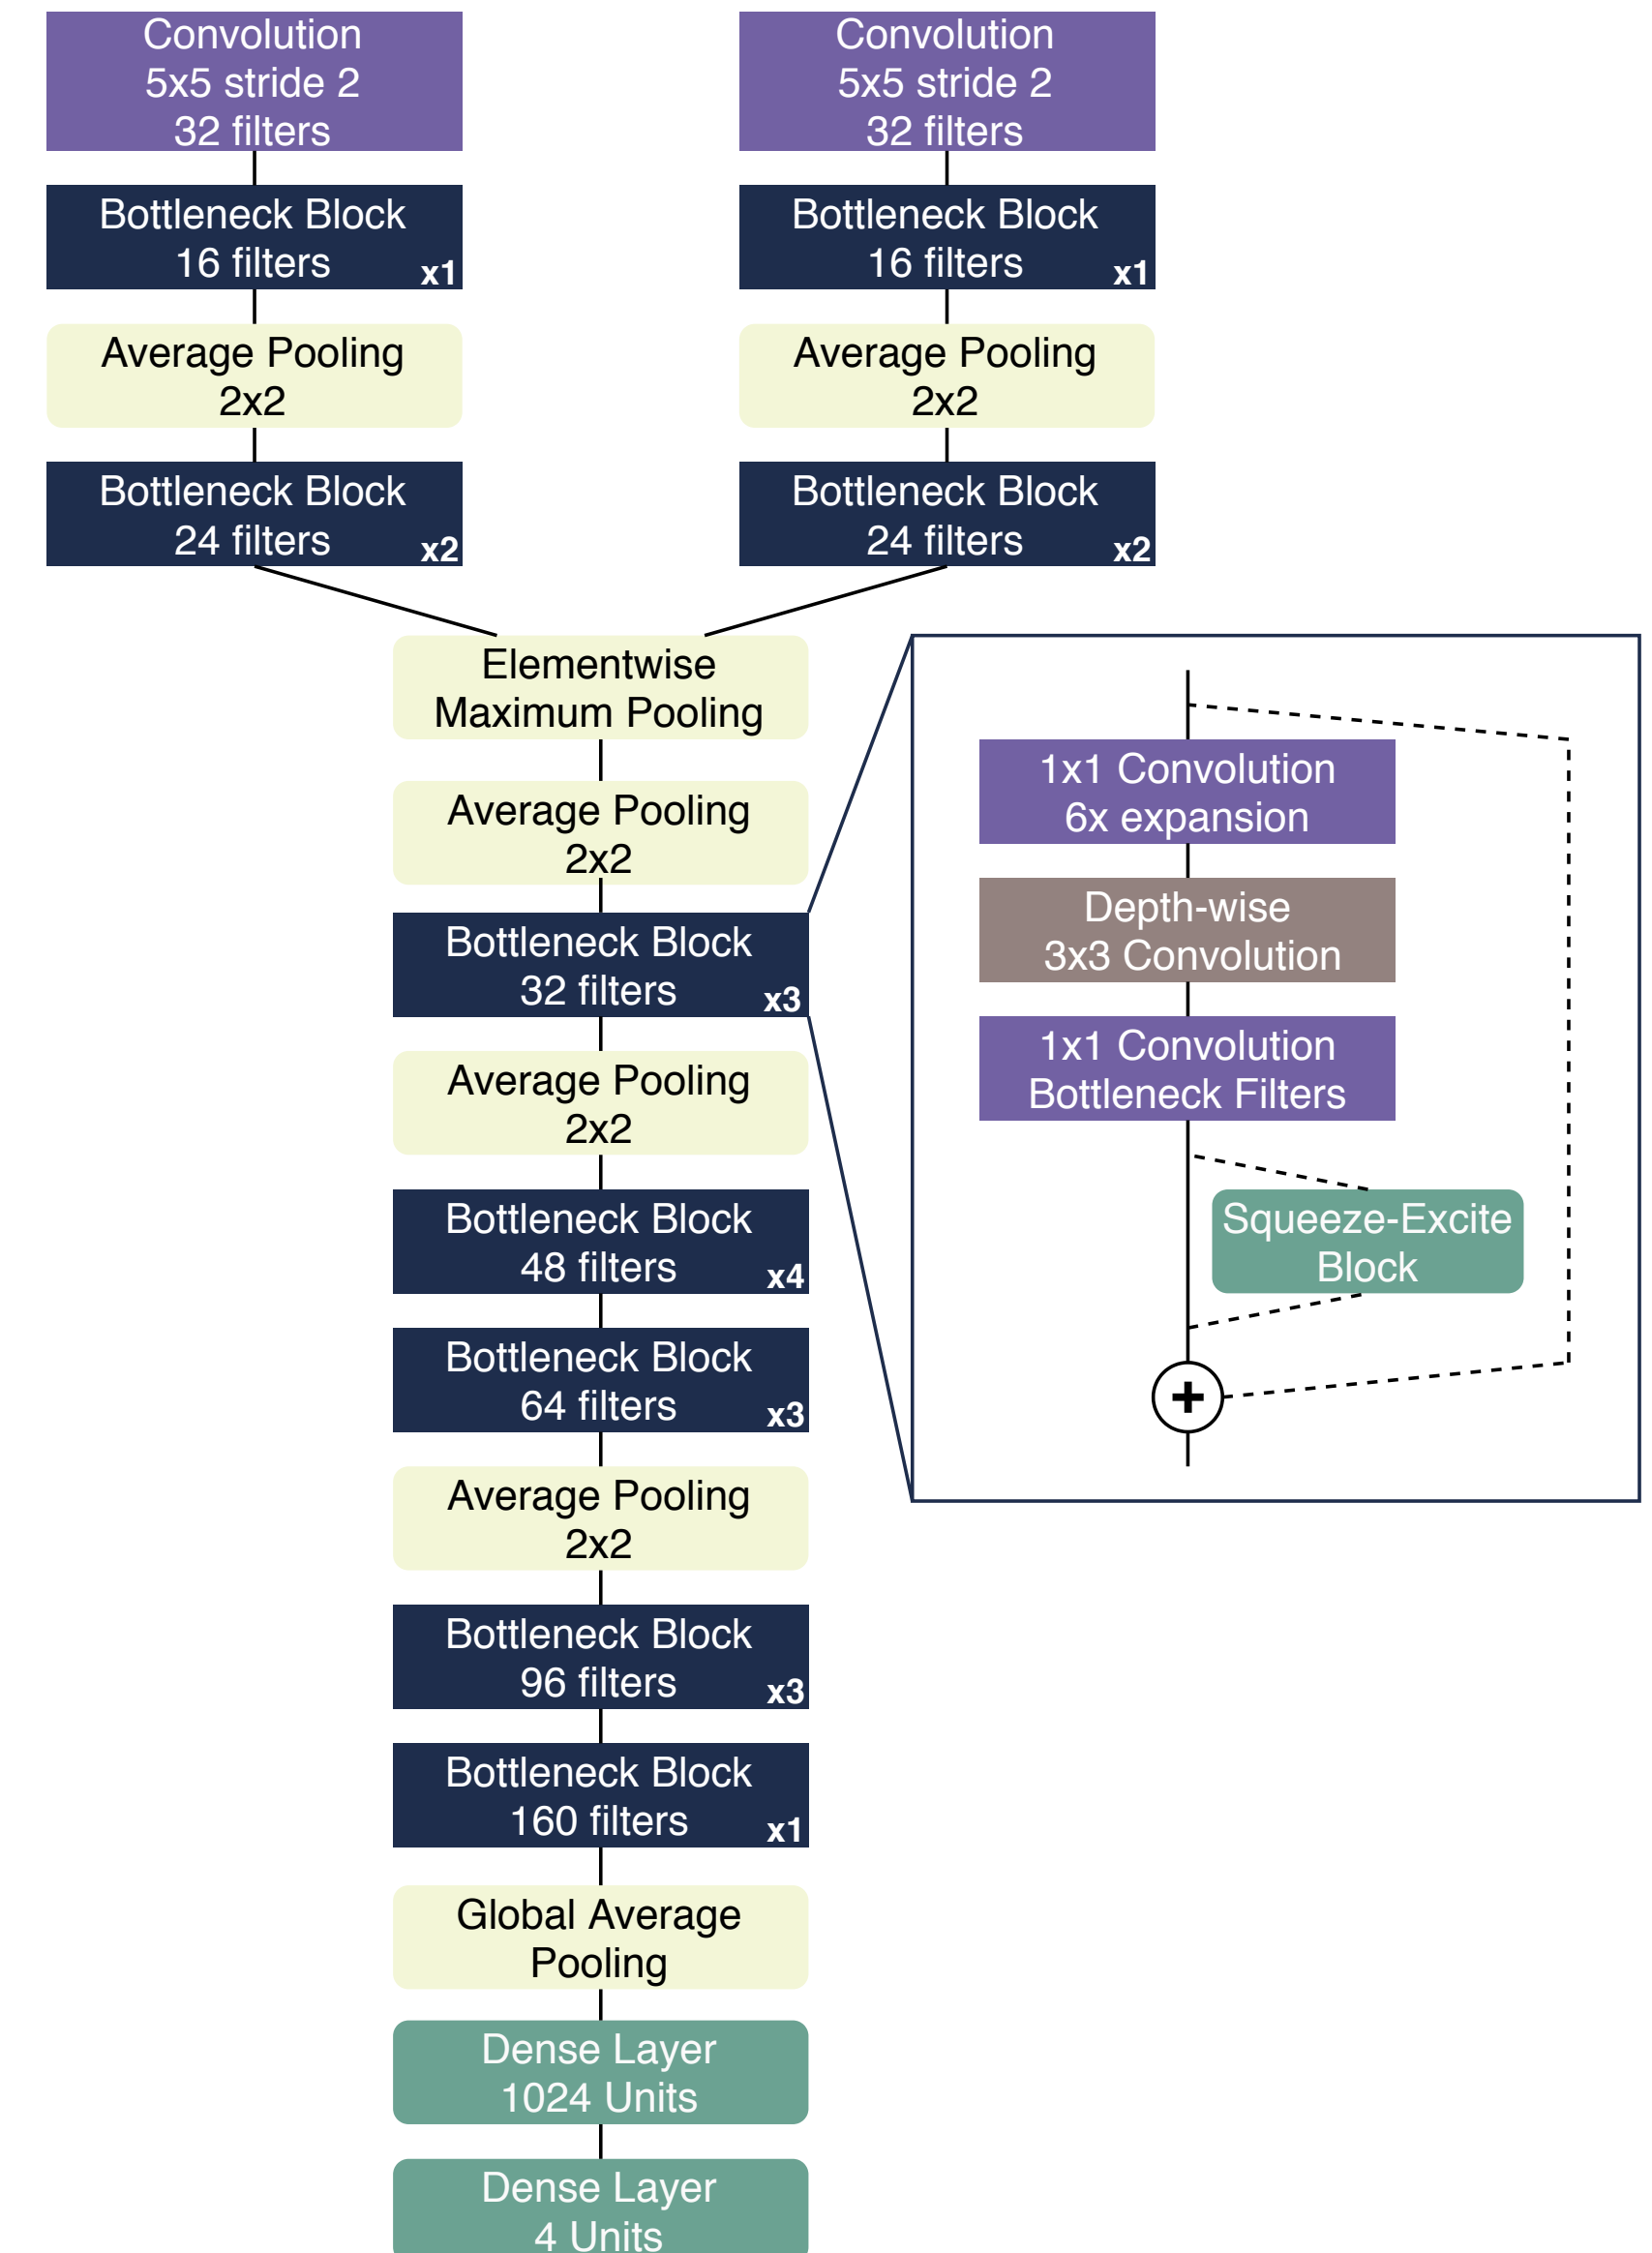 Convolution
5x5 stride 2
32 filters
Bottleneck Block
16 filters
x1
Average Pooling
2x2
Bottleneck Block
24 filters
x2
Convolution
5x5 stride 2
32 filters
Bottleneck Block
16 filters
x1
Average Pooling
2x2
Bottleneck Block
24 filters
x2
Elementwise
Maximum Pooling
Average Pooling
2x2
Bottleneck Block
32 filters
x3
Average Pooling
2x2
Bottleneck Block
48 filters
x4
Bottleneck Block
64 filters
x3
Average Pooling
2x2
Bottleneck Block
96 filters
x3
Bottleneck Block
160 filters
x1
Global Average
Pooling
Dense Layer
1024 Units
Dense Layer
4 Units
1x1 Convolution
6x expansion
Depth-wise
3x3 Convolution
1x1 Convolution
Bottleneck Filters
Squeeze-Excite
Block
+